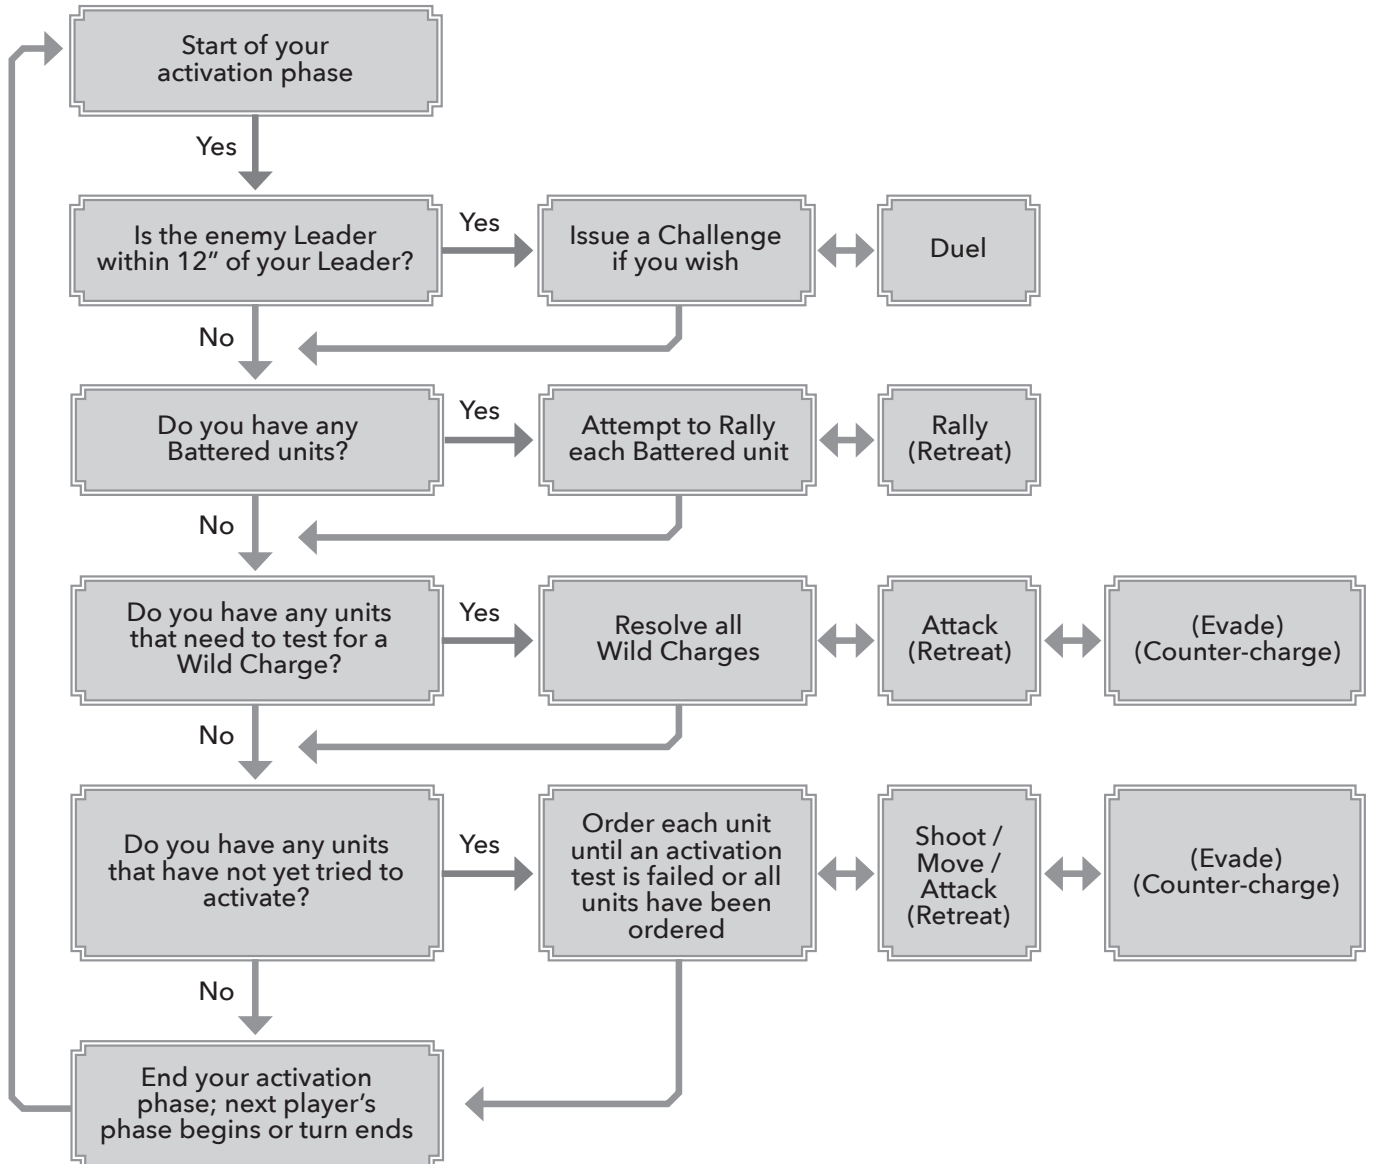 Start of your
activation phase
Yes
Is the enemy Leader
within 12” of your Leader?
Yes
Issue a Challenge
if you wish
Duel
No
Do you have any
Battered units?
Yes
Attempt to Rally
each Battered unit
Rally
(Retreat)
No
Do you have any units
that need to test for a
Wild Charge?
Yes
Resolve all
Wild Charges
Attack
(Retreat)
(Evade)
(Counter-charge)
No
Do you have any units
that have not yet tried to
activate?
Yes
Order each unit
until an activation
test is failed or all
units have been
ordered
Shoot /
Move /
Attack
(Retreat)
(Evade)
(Counter-charge)
No
End your activation
phase; next player’s
phase begins or turn ends